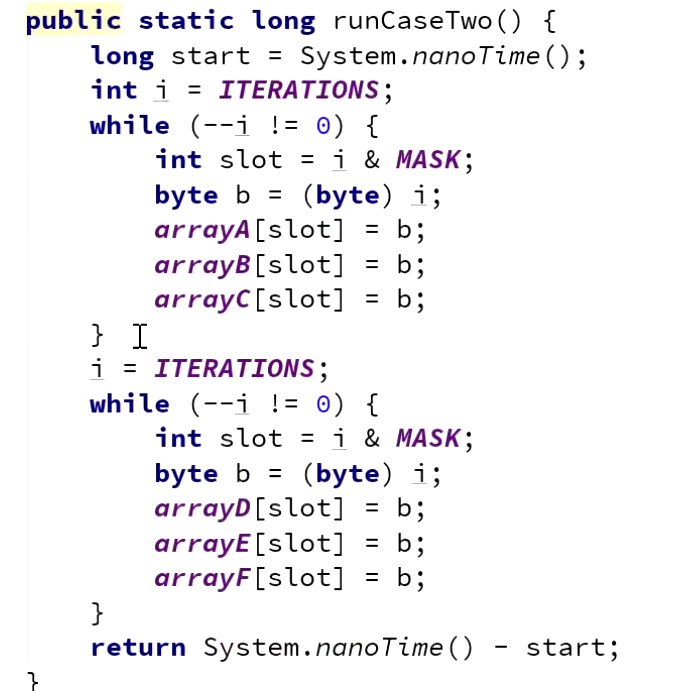 public static long runCaseTwo() {
long start = System.nanoTime();
int i = ITERATIONS;
while (--i != 0) {
int slot = i & MASK;
byte b = (byte) i;
arrayA[slot] = b;
arrayB[slot] = b;
arrayC[slot] = b;
}
i = ITERATIONS;
while (--i != 0) {
int slot = i & MASK;
byte b = (byte) i;
arrayD[slot] = b;
arrayE[slot] = b;
arrayF[slot] = b;
}
return System.nanoTime() - start;
}